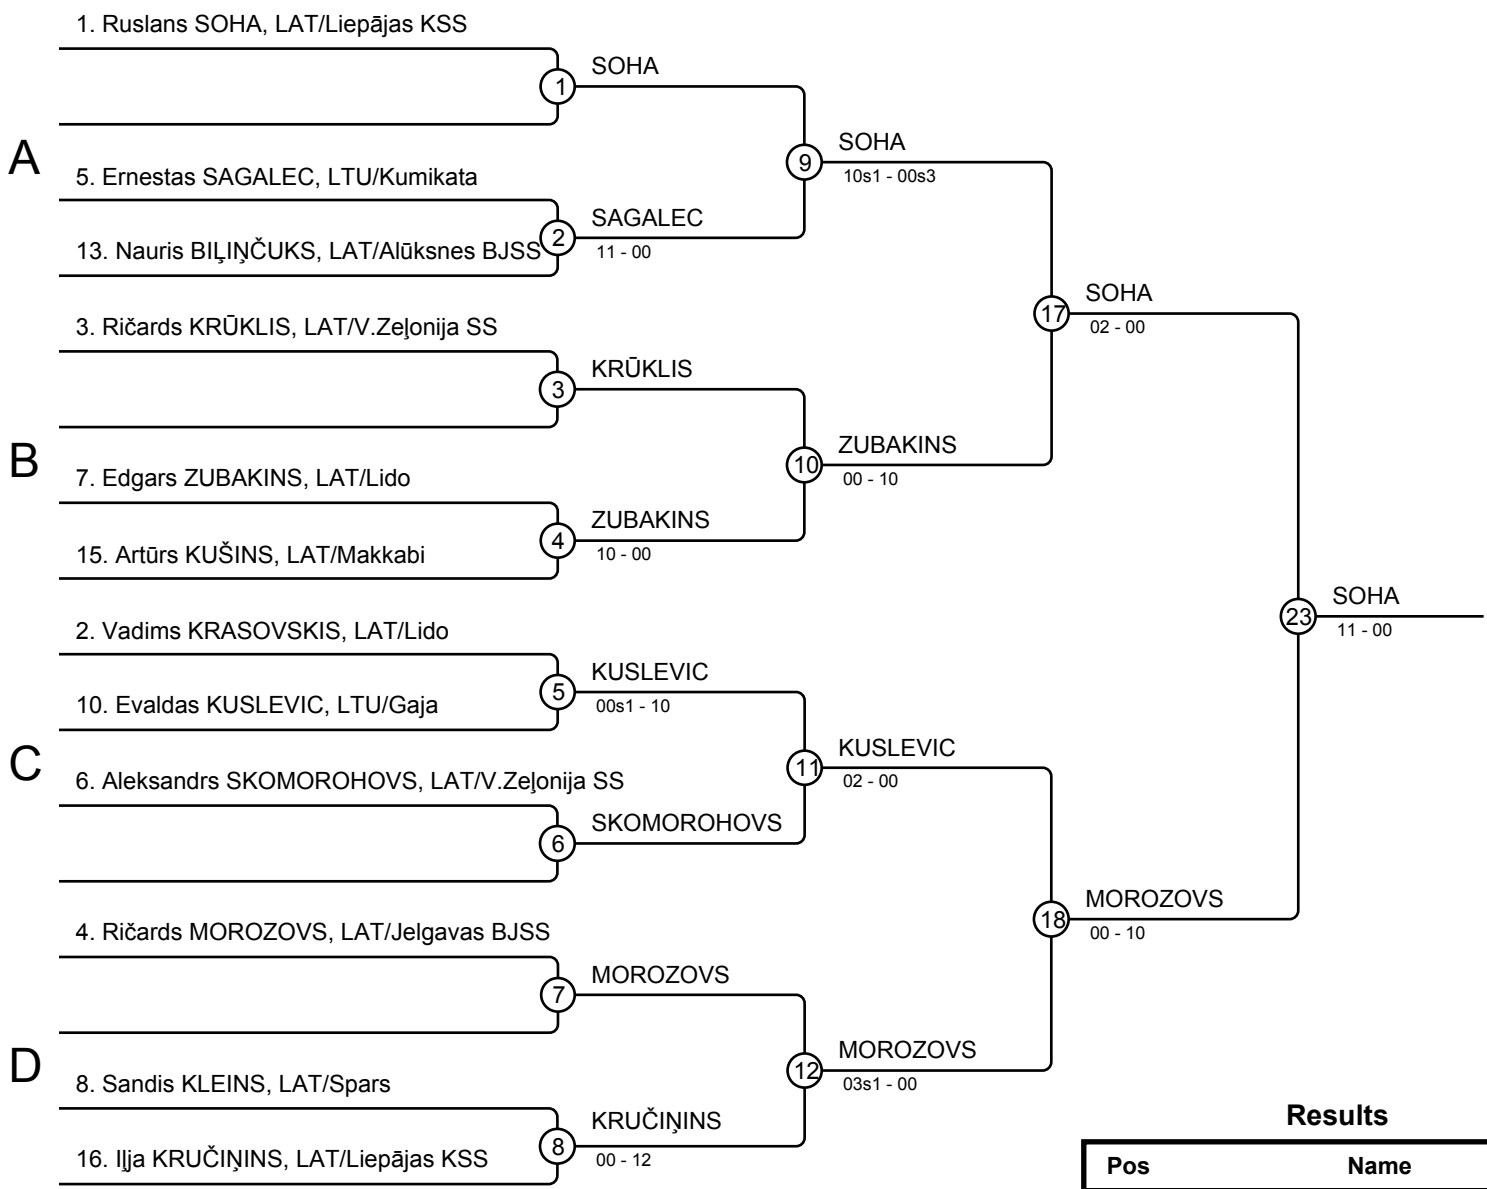 1. Ruslans SOHA, LAT/Liepājas KSS
SOHA
1
A
SOHA
9
10s1 - 00s3
5. Ernestas SAGALEC, LTU/Kumikata
SAGALEC
2
11 - 00
13. Nauris BIĻIŅČUKS, LAT/Alūksnes BJSS
SOHA
17
02 - 00
3. Ričards KRŪKLIS, LAT/V.Zeļonija SS
KRŪKLIS
3
B
ZUBAKINS
10
00 - 10
7. Edgars ZUBAKINS, LAT/Lido
ZUBAKINS
4
10 - 00
15. Artūrs KUŠINS, LAT/Makkabi
SOHA
23
11 - 00
2. Vadims KRASOVSKIS, LAT/Lido
KUSLEVIC
5
00s1 - 10
10. Evaldas KUSLEVIC, LTU/Gaja
C
KUSLEVIC
11
02 - 00
6. Aleksandrs SKOMOROHOVS, LAT/V.Zeļonija SS
SKOMOROHOVS
6
MOROZOVS
18
00 - 10
4. Ričards MOROZOVS, LAT/Jelgavas BJSS
MOROZOVS
7
D
MOROZOVS
12
03s1 - 00
8. Sandis KLEINS, LAT/Spars
KRUČIŅINS
8
00 - 12
16. Iļja KRUČIŅINS, LAT/Liepājas KSS
Results
Pos Name